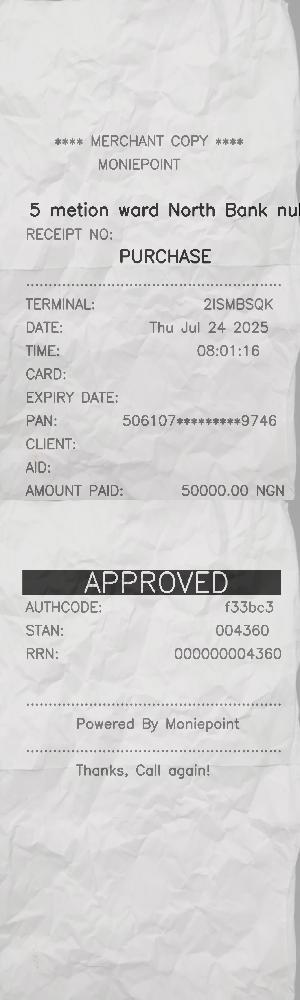 **** MERCHANT COPY ****
MONIEPOINT
5 metion ward North Bank
RECEIPT NO:
PURCHASE
TERMINAL: 2ISMBSQK
DATE: Thu Jul 24 2025
TIME: 08:01:16
CARD:
EXPIRY DATE:
PAN: 506107*********9746
CLIENT:
AID:
AMOUNT PAID: 50000.00 NGN
APPROVED
AUTHCODE: f33bc3
STAN: 004360
RRN: 000000004360
Powered By Moniepoint
Thanks, Call again!